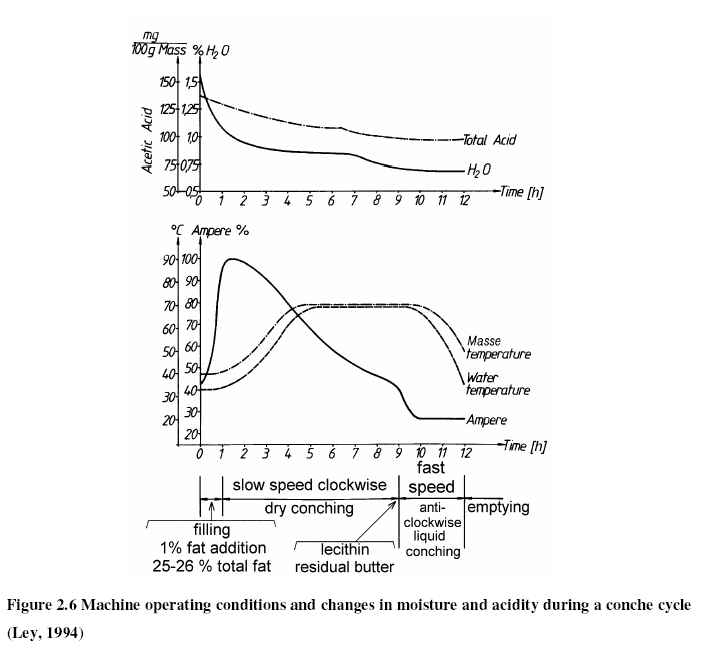 mg
100g Mass % H₂O
150 1,5
125 1,25
100 1,0
75 0,75
50 0,5
Acetic Acid
Total Acid
H₂O
0 1 2 3 4 5 6 7 8 9 10 11 12
Time [h]
°C Ampere %
90 100
80 90
70 80
60 70
50 60
40 50
30 40
20 30
20
Masse temperature
Water temperature
Ampere
0 1 2 3 4 5 6 7 8 9 10 11 12
Time [h]
fast
slow speed clockwise speed
dry conching anti- emptying
clockwise
liquid
conching
filling
1% fat addition
25-26 % total fat
lecithin
residual butter
Figure 2.6 Machine operating conditions and changes in moisture and acidity during a conche cycle
(Ley, 1994)